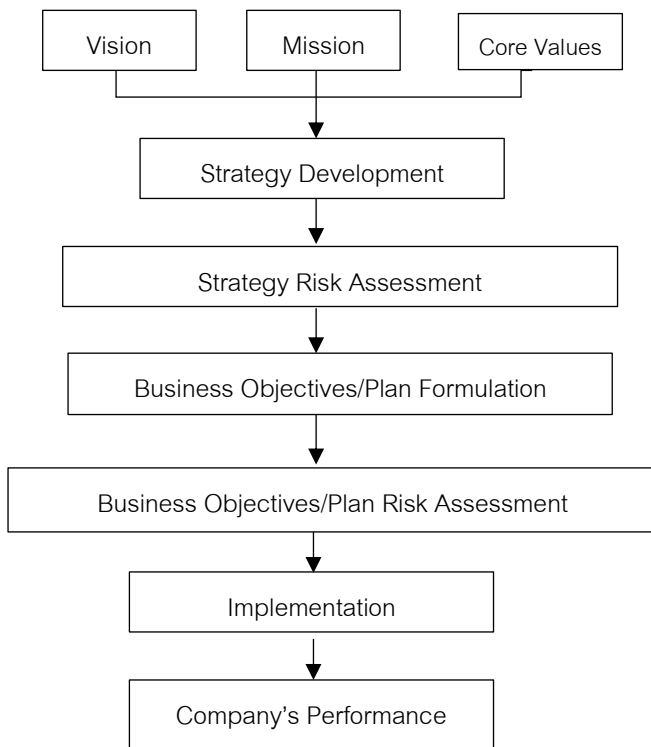 Vision
Mission
Core Values
Strategy Development
Strategy Risk Assessment
Business Objectives/Plan Formulation
Business Objectives/Plan Risk Assessment
Implementation
Company’s Performance